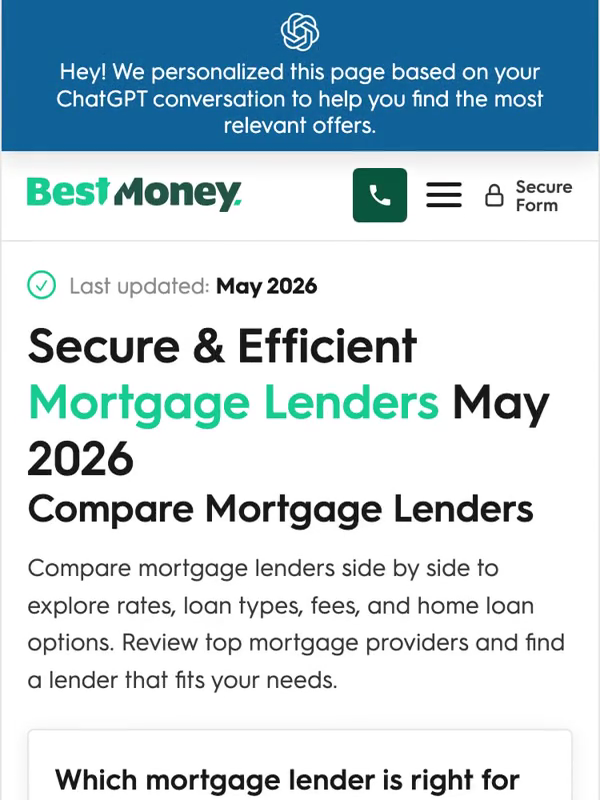 Hey! We personalized this page based on your
ChatGPT conversation to help you find the most
relevant offers.
BestMoney.
Secure
Form
Last updated: May 2026
Secure & Efficient
Mortgage Lenders May
2026
Compare Mortgage Lenders
Compare mortgage lenders side by side to
explore rates, loan types, fees, and home loan
options. Review top mortgage providers and find
a lender that fits your needs.
Which mortgage lender is right for